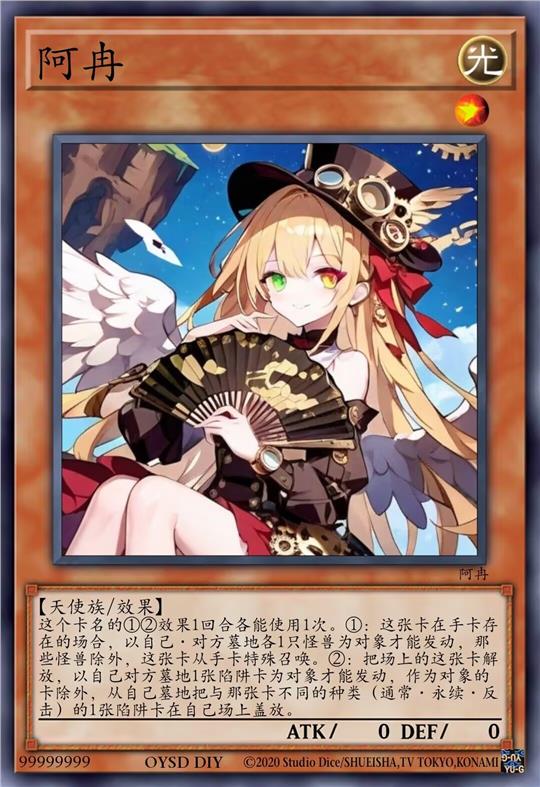 阿冉
光
阿冉
【天使族/效果】
这个卡名的①②效果1回合各能使用1次。①：这张卡在手卡存
在的场合，以自己·对方墓地各1只怪兽为对象才能发动，那
些怪兽除外，这张卡从手卡特殊召唤。②：把场上的这张卡解
放，以自己对方墓地1张陷阱卡为对象才能发动，作为对象的
卡除外，从自己墓地把与那张卡不同的种类（通常·永续·反
击）的1张陷阱卡在自己场上盖放。
ATK/ 0 DEF/ 0
99999999 OYSD DIY ©2020 Studio Dice/SHUEISHA,TV TOKYO,KONAMI